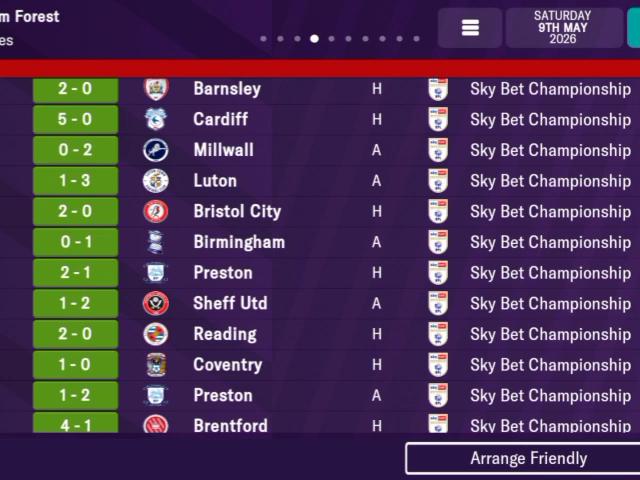 m Forest
es
SATURDAY
9TH MAY
2026
2 - 0 Barnsley H Sky Bet Championship
5 - 0 Cardiff H Sky Bet Championship
0 - 2 Millwall A Sky Bet Championship
1 - 3 Luton A Sky Bet Championship
2 - 0 Bristol City H Sky Bet Championship
0 - 1 Birmingham A Sky Bet Championship
2 - 1 Preston H Sky Bet Championship
1 - 2 Sheff Utd A Sky Bet Championship
2 - 0 Reading H Sky Bet Championship
1 - 0 Coventry H Sky Bet Championship
1 - 2 Preston A Sky Bet Championship
4 - 1 Brentford H Sky Bet Championship
Arrange Friendly